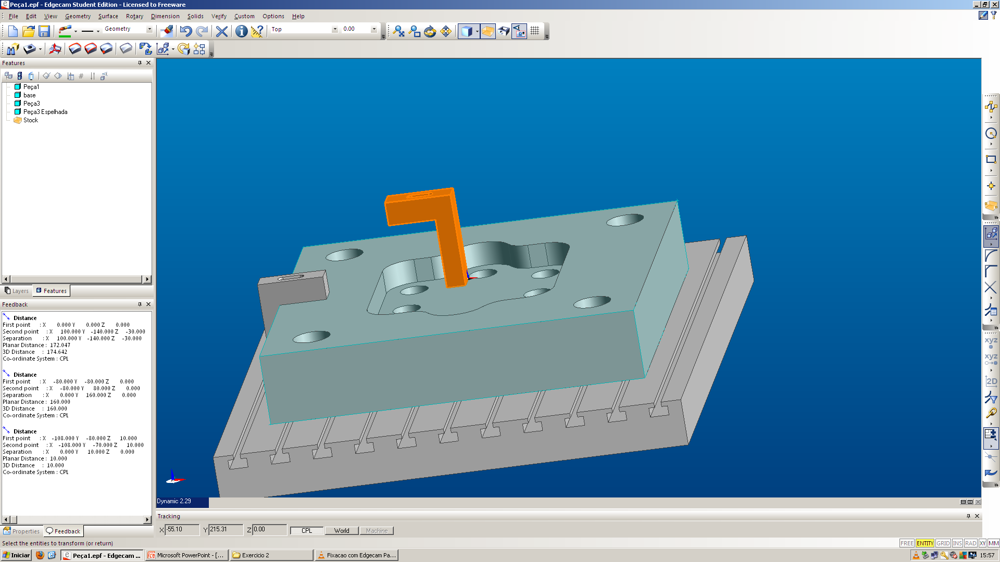 Peça1.epf - Edgecam Student Edition - Licensed to Freeware
File Edit View Geometry Surface Rotary Dimension Solids Verify Custom Options Help
Geometry Top 0.00
Features
Peça1
base
Peça3
Peça3 Espelhada
Stock
Layers Features
Feedback
Distance
First point : X 0.000 Y 0.000 Z 0.000
Second point : X 100.000 Y -140.000 Z -30.000
Separation : X 100.000 Y -140.000 Z -30.000
Planar Distance : 172.047
3D Distance : 174.642
Co-ordinate System : CPL
Distance
First point : X -80.000 Y -80.000 Z 0.000
Second point : X -80.000 Y 80.000 Z 0.000
Separation : X 0.000 Y 160.000 Z 0.000
Planar Distance : 160.000
3D Distance : 160.000
Co-ordinate System : CPL
Distance
First point : X -108.000 Y -80.000 Z 10.000
Second point : X -108.000 Y -70.000 Z 10.000
Separation : X 0.000 Y 10.000 Z 0.000
Planar Distance : 10.000
3D Distance : 10.000
Co-ordinate System : CPL
Properties Feedback
xyz
xyz
2D
Dynamic 2.29
Tracking
X -55.10 Y 215.31 Z 0.00 CPL World Machine
Select the entities to transform (or return)
FREE ENTITY GRID INS RAD XY MM
Iniciar Peça1.epf - Edgecam ... Microsoft PowerPoint - [... Exercicio 2 Fixacao com Edgecam Pa... 15:57